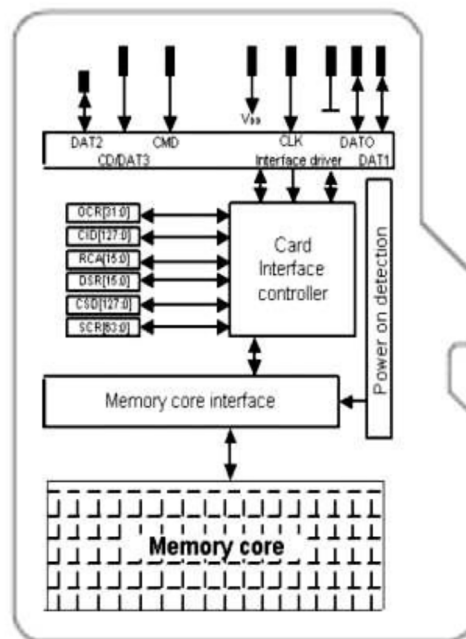 VDD
DAT2 CMD CLK DAT0
CD/DAT3 Interface driver DAT1
OCR[31:0]
CID[127:0]
RCA[15:0]
DSR[15:0]
CSD[127:0]
SCR[63:0]
Card
Interface
controller
Power on detection
Memory core interface
Memory core